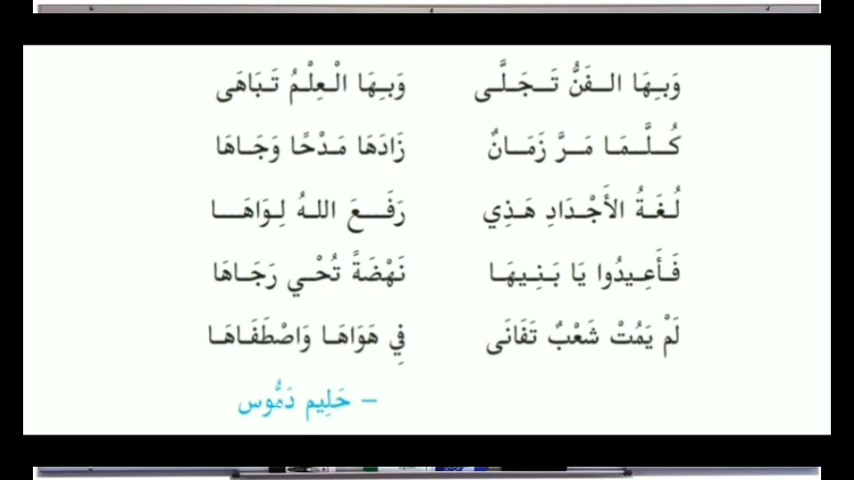 وَبِهَا الْفَنُّ تَجَلَّى وَبِهَا الْعِلْمُ تَبَاهَى
كُلَّمَا مَرَّ زَمَانٌ زَادَهَا مَدْحًا وَجَاهَا
لُغَةُ الأَجْدَادِ هَذِي رَفَعَ اللهُ لِوَاهَا
فَأَعِيدُوا يَا بَنِيهَا نَهْضَةً تُحْيِي رَجَاهَا
لَمْ يَمُتْ شَعْبٌ تَفَانَى فِي هَوَاهَا وَاصْطَفَاهَا
– حَلِيم دَمُّوس